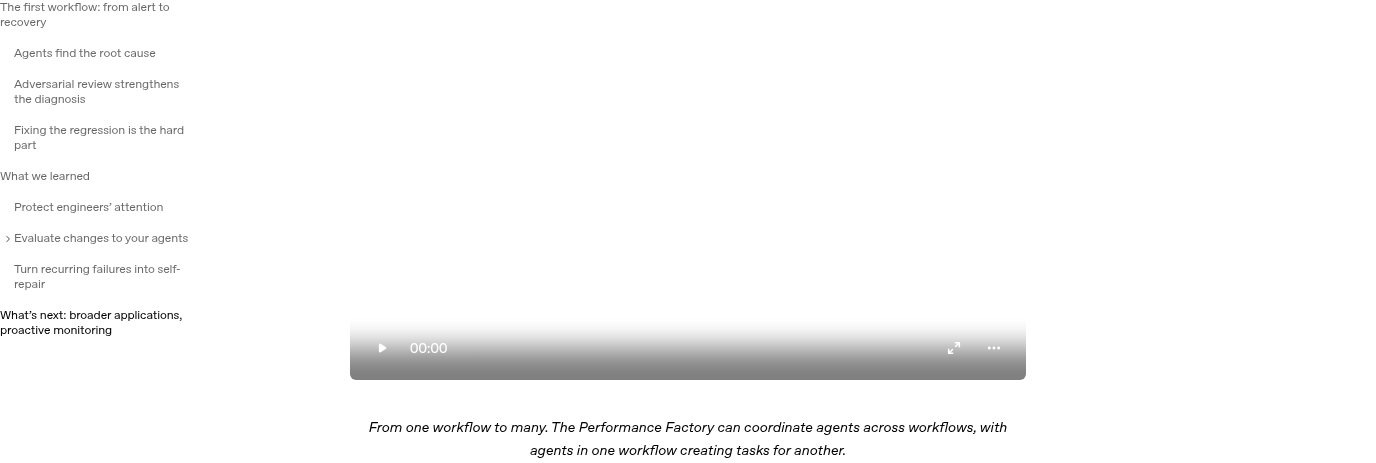 The first workflow: from alert to
recovery
Agents find the root cause
Adversarial review strengthens
the diagnosis
Fixing the regression is the hard
part
What we learned
Protect engineers’ attention
Evaluate changes to your agents
Turn recurring failures into self-
repair
What’s next: broader applications,
proactive monitoring
00:00
From one workflow to many. The Performance Factory can coordinate agents across workflows, with
agents in one workflow creating tasks for another.